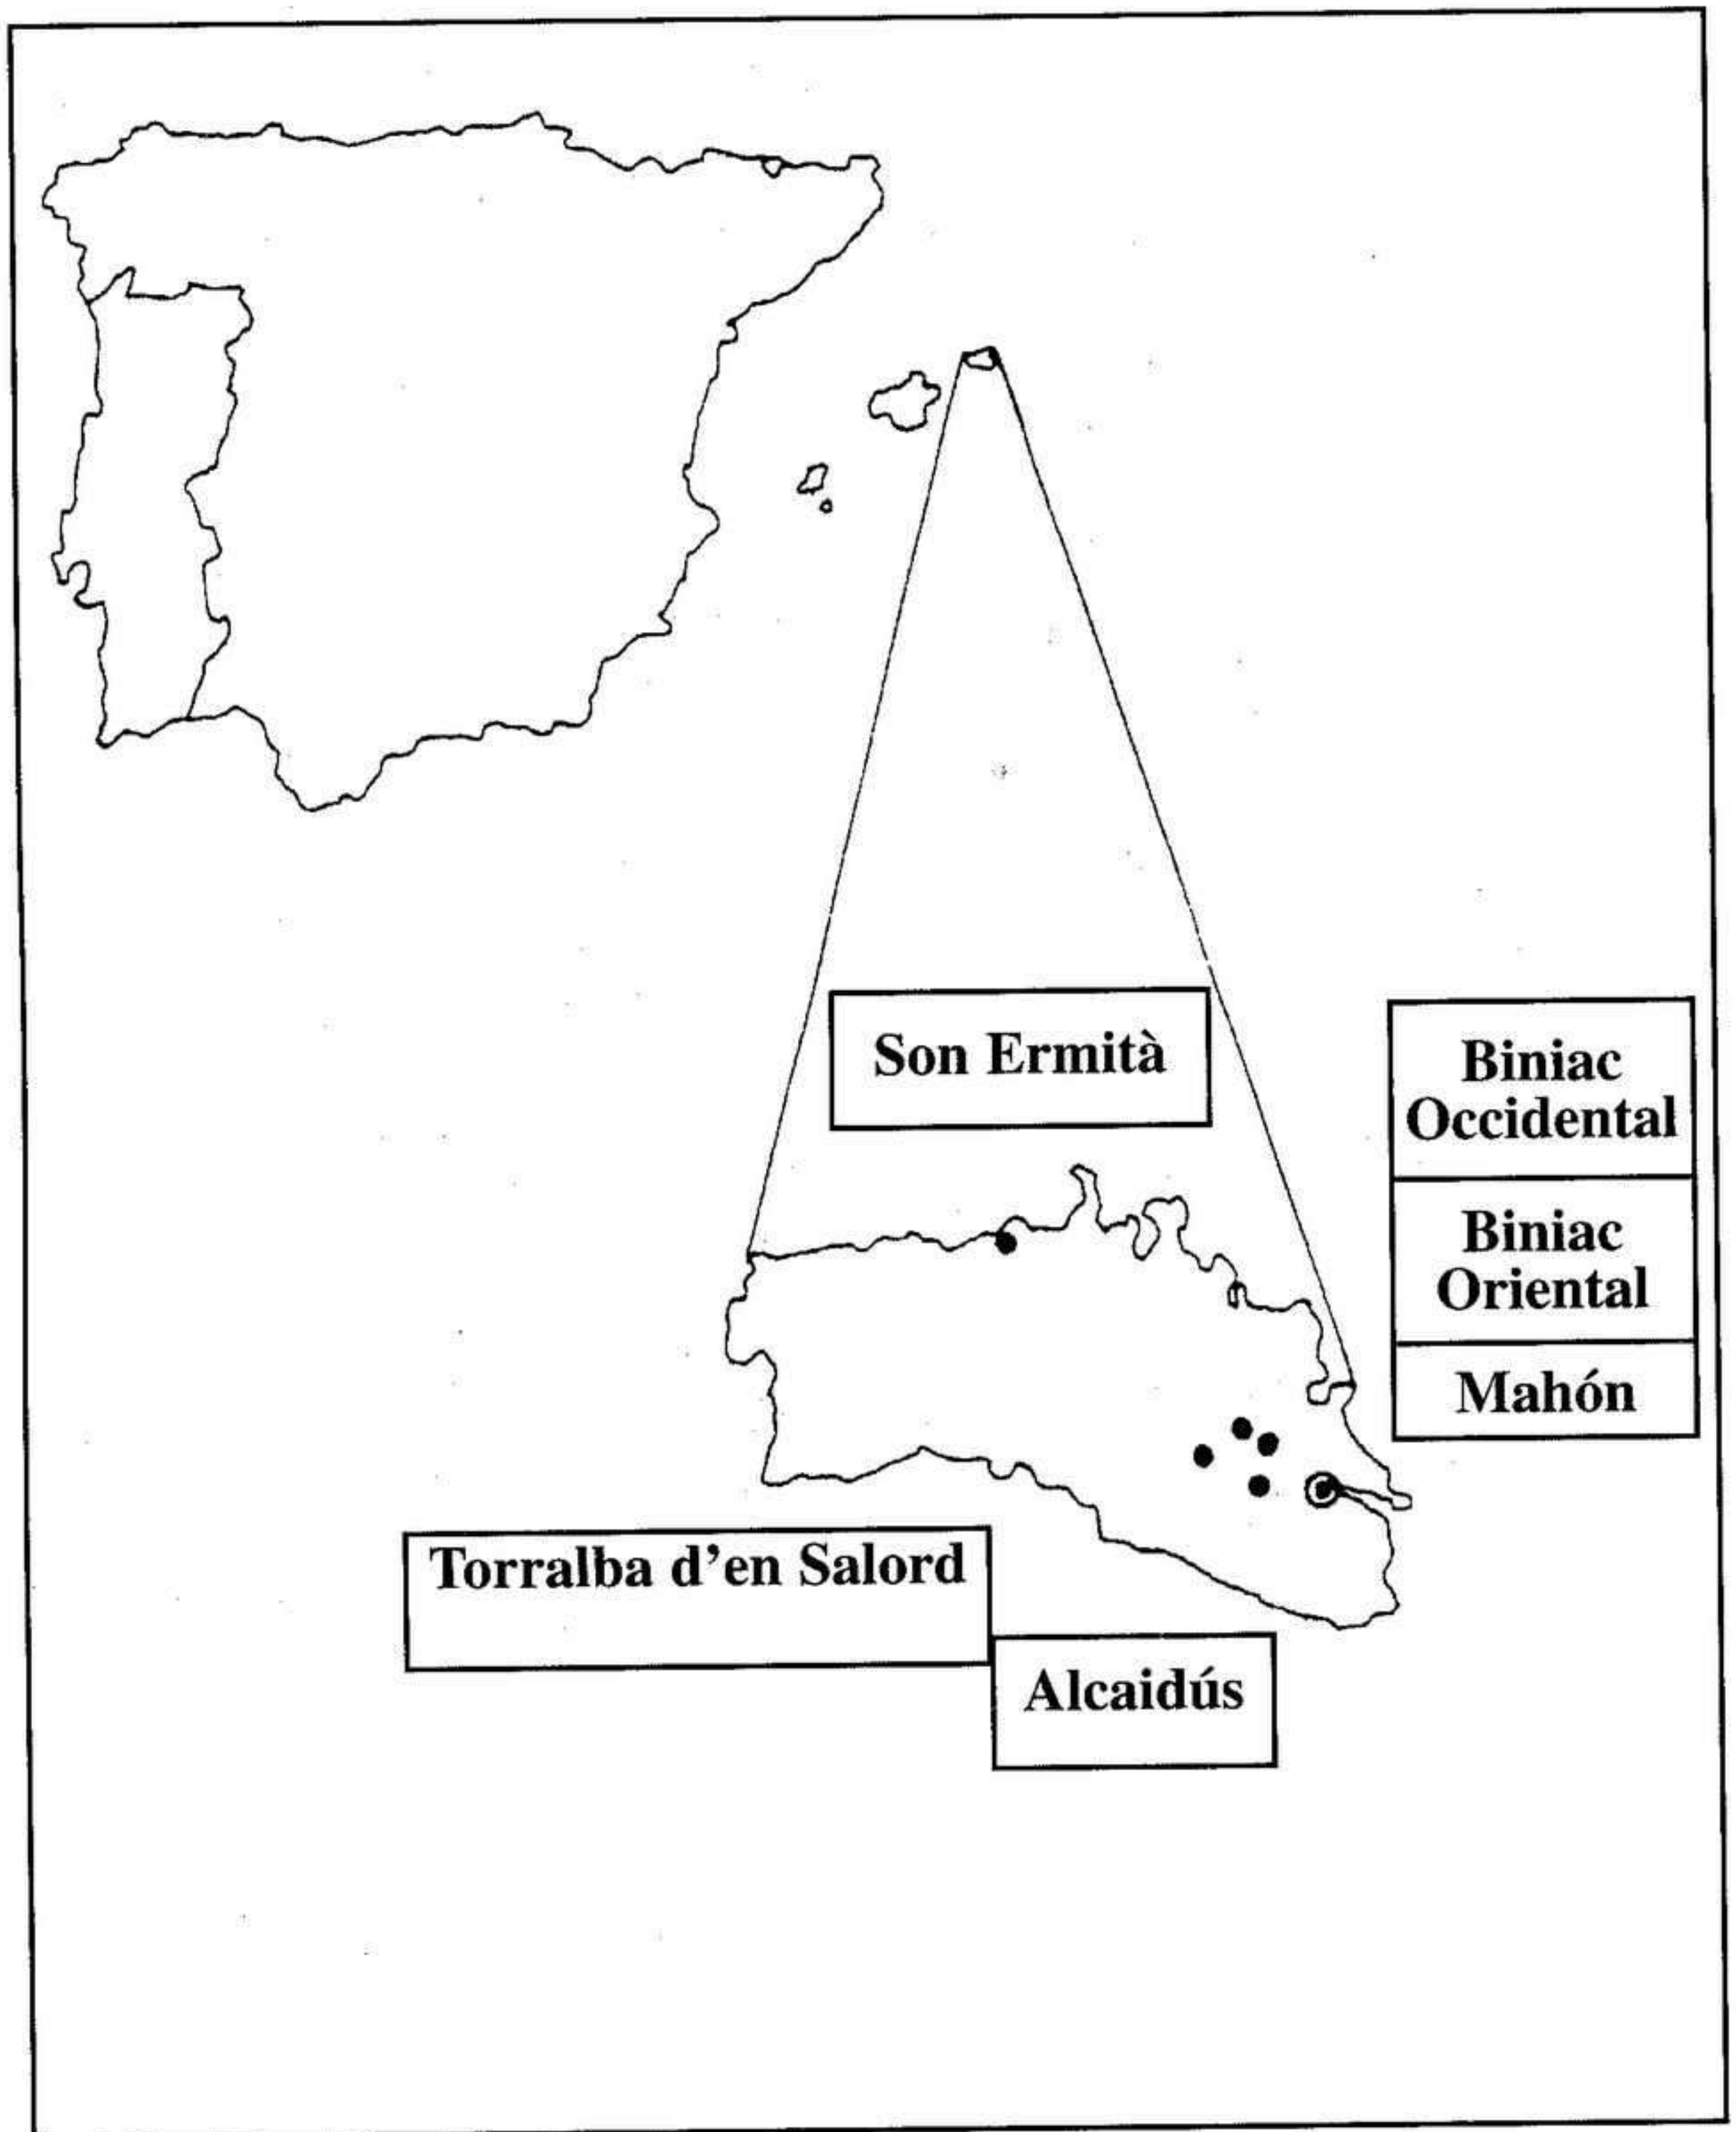 Son Ermità
Biniac
Occidental
Biniac
Oriental
Mahón
Torralba d'en Salord
Alcaidús